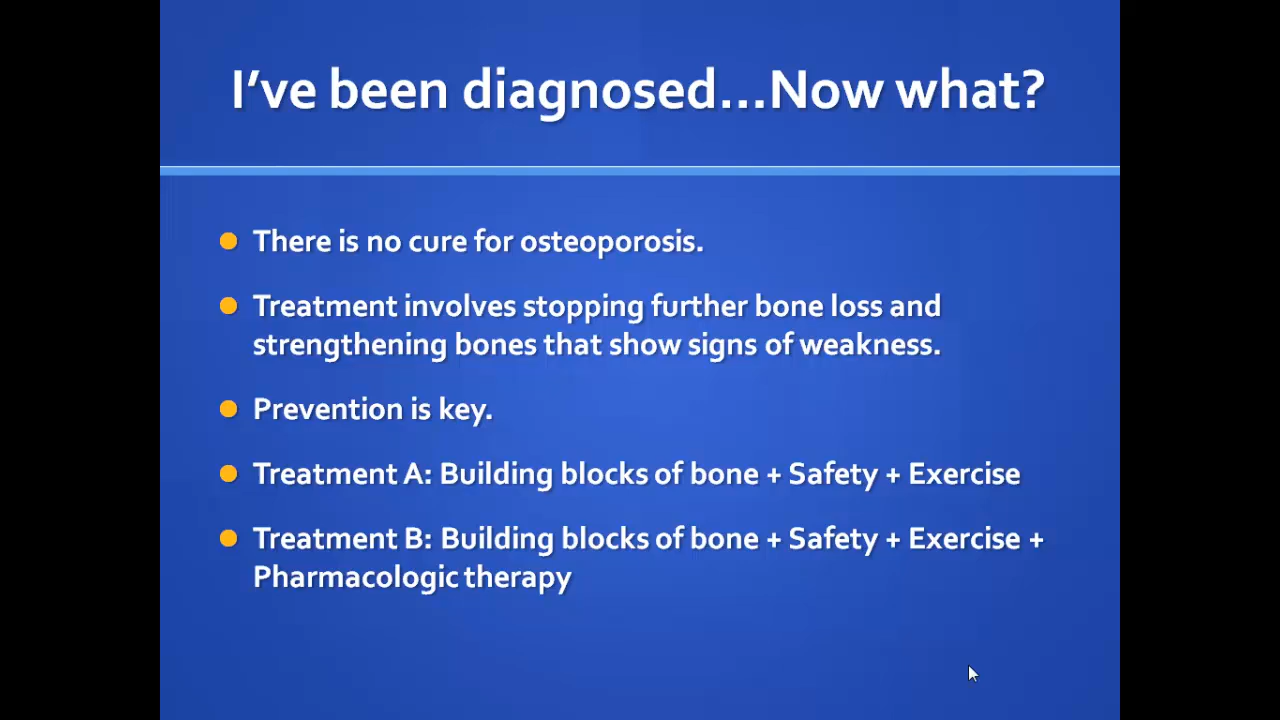 I've been diagnosed...Now what?
There is no cure for osteoporosis.
Treatment involves stopping further bone loss and
strengthening bones that show signs of weakness.
Prevention is key.
Treatment A: Building blocks of bone + Safety + Exercise
Treatment B: Building blocks of bone + Safety + Exercise +
Pharmacologic therapy